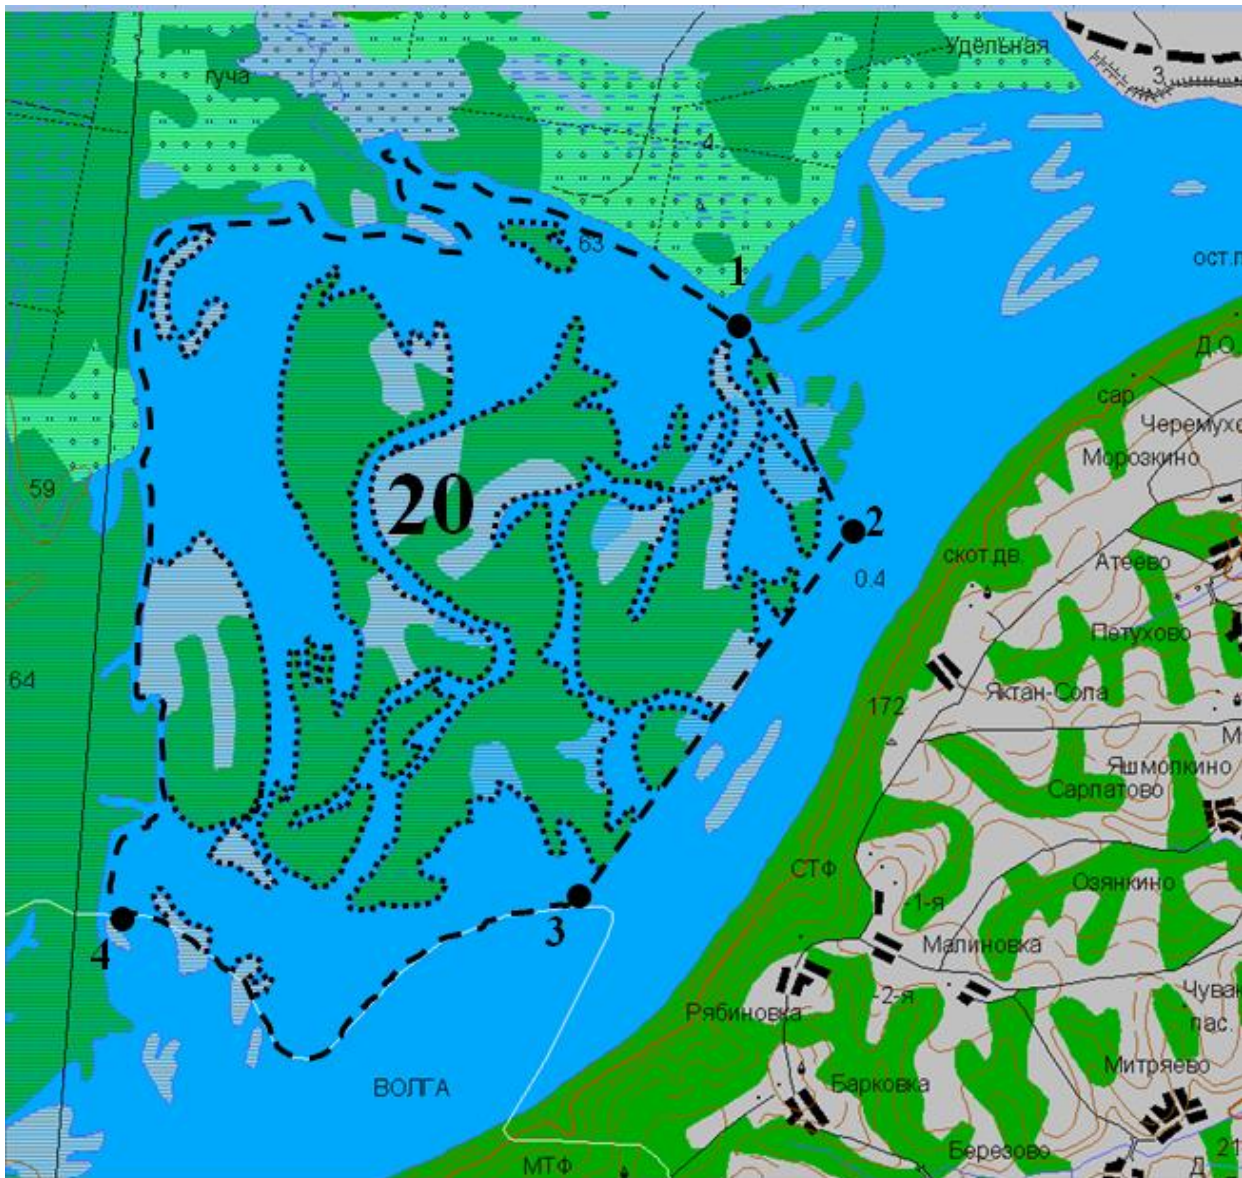 Удельная
гуча
3
4
63
ост.п
1
Д.О.
сар
Черемухо
Морозкино
59
20
2
скот.дв.
Атеево
0.4
Петухово
64
Яктан-Сола
172
М
Яшмолкино
Сарпатово
СТФ
Озянкино
-1-я
3
4
Малиновка
-2-я
Чуваш
Рябиновка
пас.
Митряево
ВОЛГА
Барковка
Березово
21
МТФ
Д